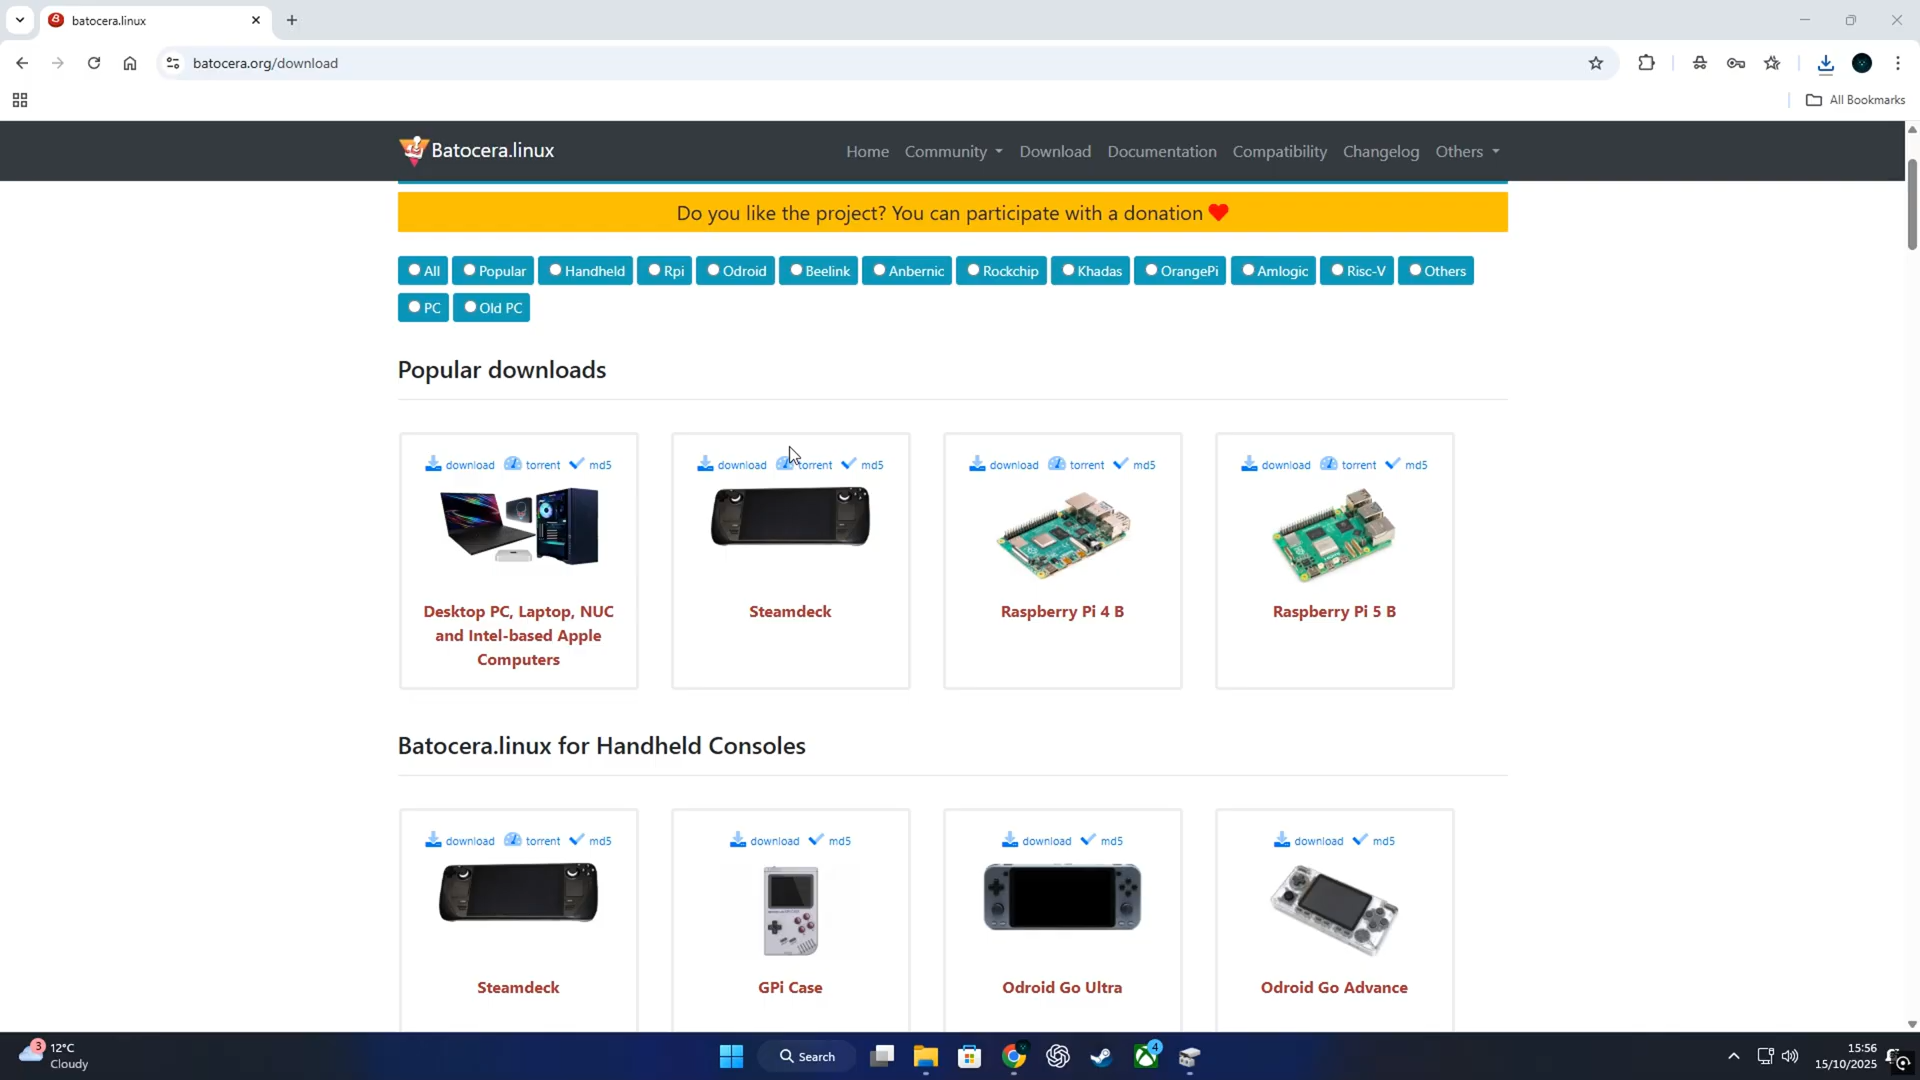 batocera.linux
batocera.org/download
All Bookmarks
Batocera.linux
Home Community Download Documentation Compatibility Changelog Others
Do you like the project? You can participate with a donation
All Popular Handheld Rpi Odroid Beelink Anbernic Rockchip Khadas OrangePi Amlogic Risc-V Others
PC Old PC
Popular downloads
download torrent md5
download torrent md5
download torrent md5
download torrent md5
Desktop PC, Laptop, NUC
and Intel-based Apple
Computers
Steamdeck
Raspberry Pi 4 B
Raspberry Pi 5 B
Batocera.linux for Handheld Consoles
download torrent md5
download md5
download md5
download md5
Steamdeck
GPi Case
Odroid Go Ultra
Odroid Go Advance
3
12°C
Cloudy
Search
4
15:56
15/10/2025